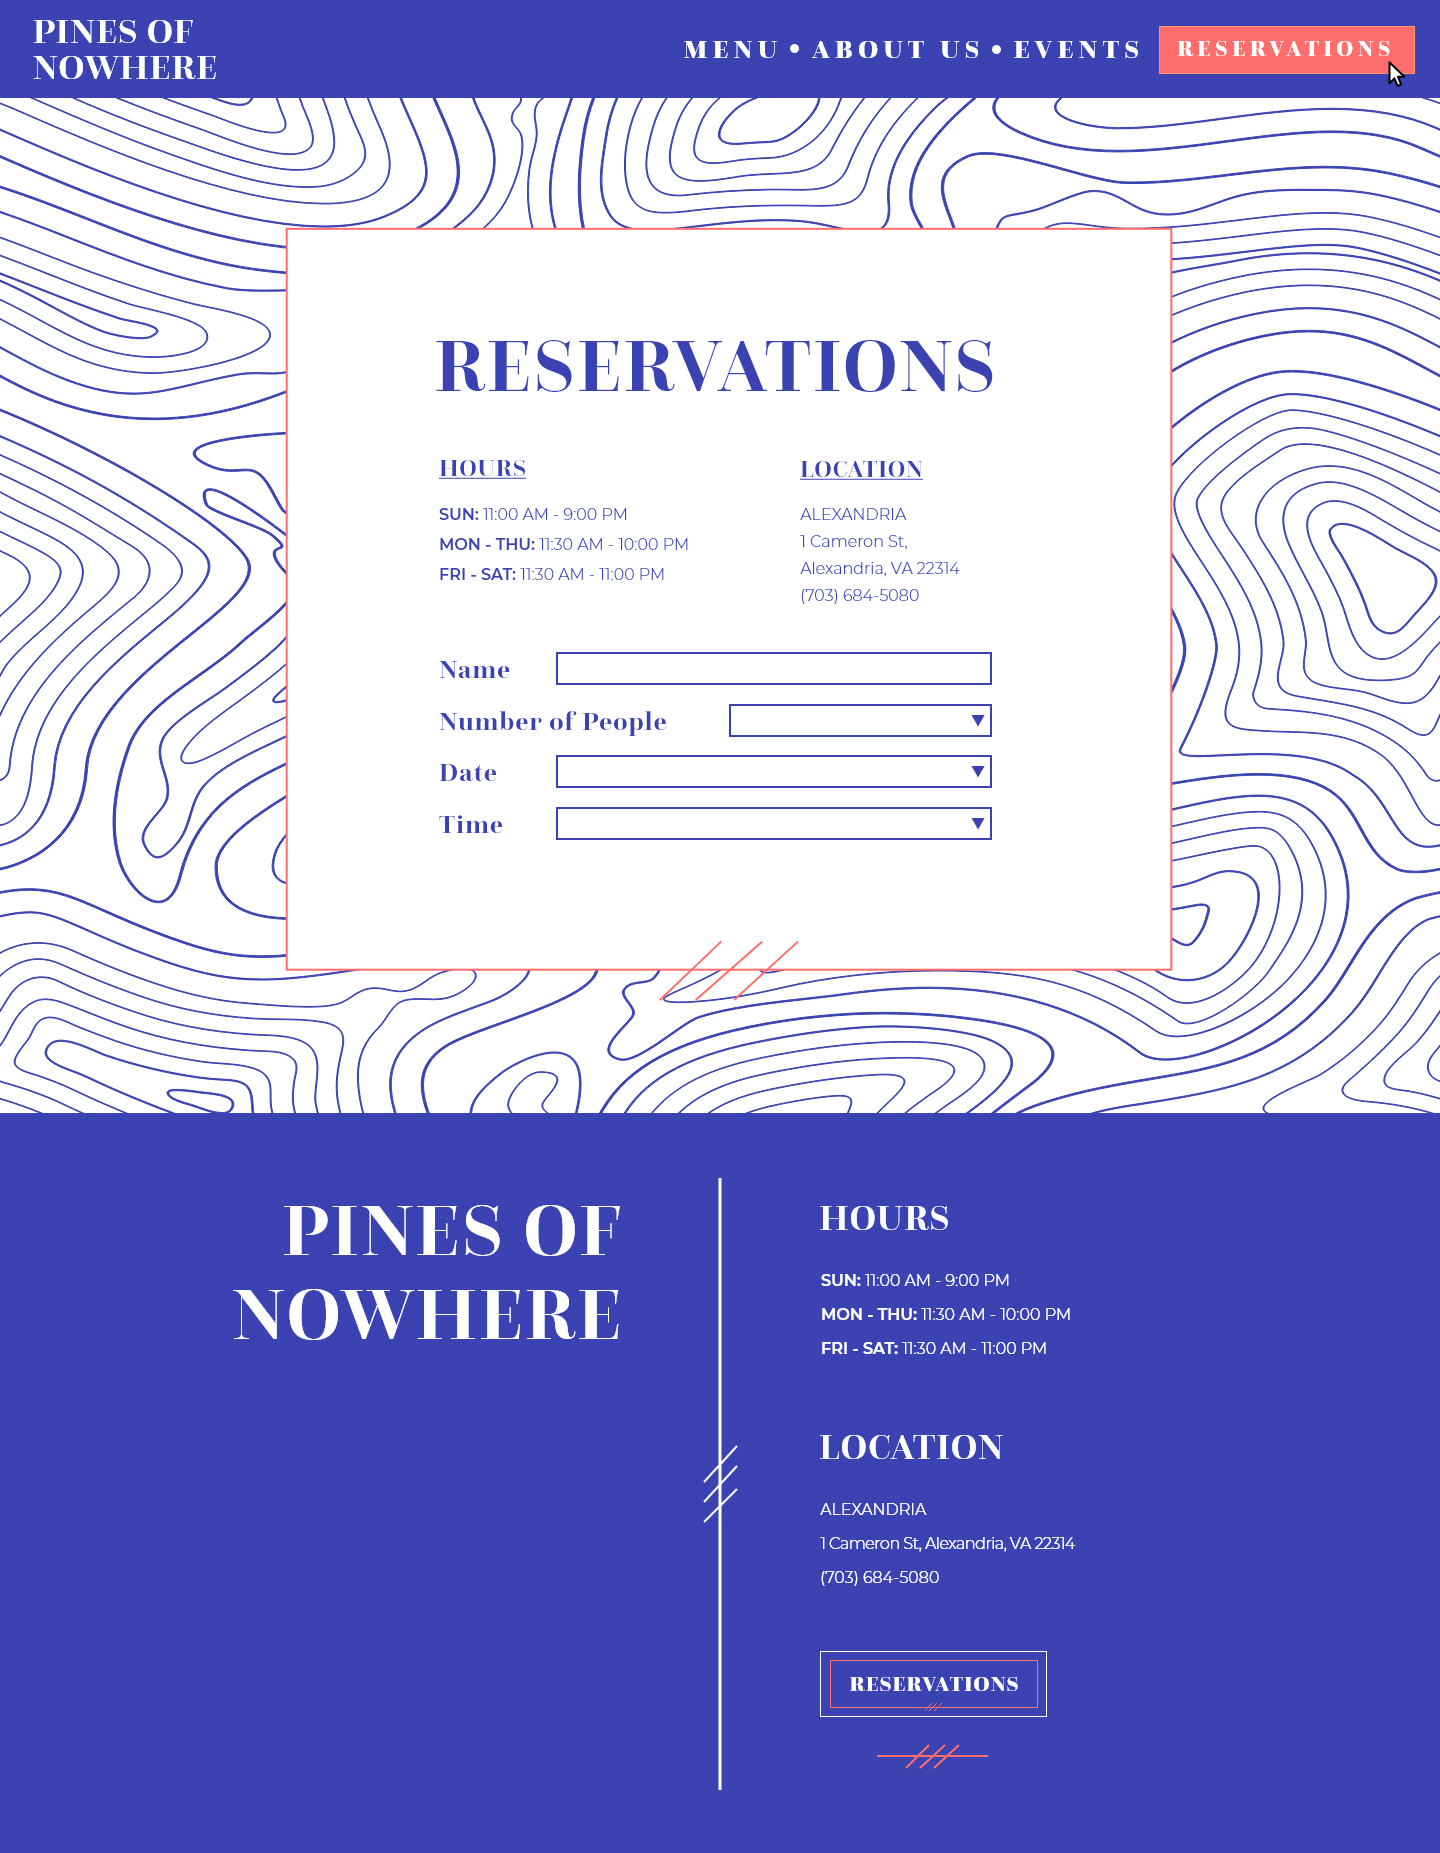 PINES OF
NOWHERE
MENU • ABOUT US • EVENTS RESERVATIONS
RESERVATIONS
HOURS
SUN: 11:00 AM - 9:00 PM
MON - THU: 11:30 AM - 10:00 PM
FRI - SAT: 11:30 AM - 11:00 PM
LOCATION
ALEXANDRIA
1 Cameron St,
Alexandria, VA 22314
(703) 684-5080
Name
Number of People
Date
Time
PINES OF
NOWHERE
HOURS
SUN: 11:00 AM - 9:00 PM
MON - THU: 11:30 AM - 10:00 PM
FRI - SAT: 11:30 AM - 11:00 PM
LOCATION
ALEXANDRIA
1 Cameron St, Alexandria, VA 22314
(703) 684-5080
RESERVATIONS